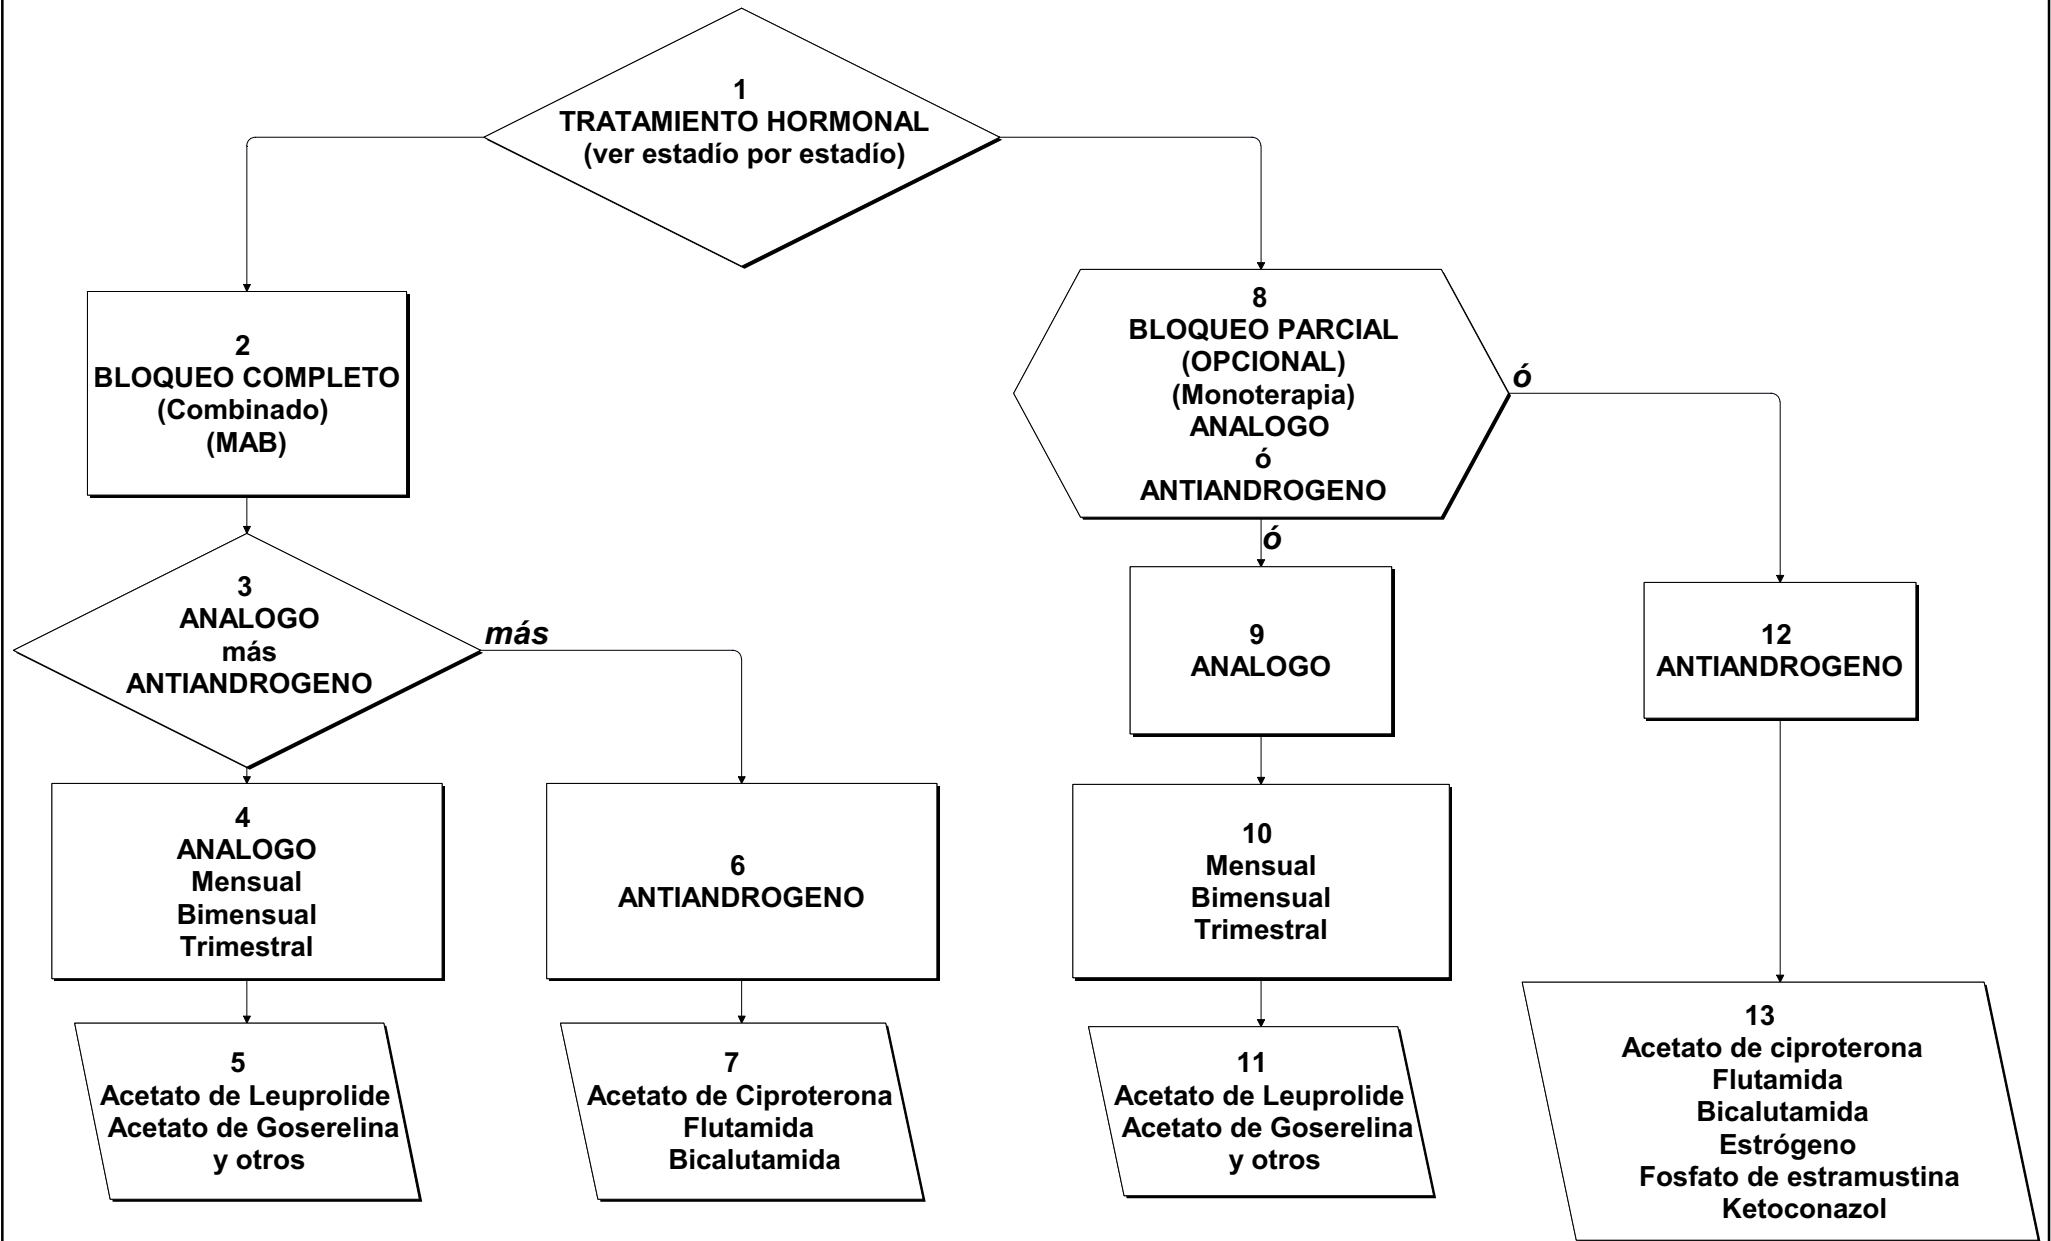 1
TRATAMIENTO HORMONAL
(ver estadío por estadío)
2
BLOQUEO COMPLETO
(Combinado)
(MAB)
3
ANALOGO
más
ANTIANDROGENO
más
4
ANALOGO
Mensual
Bimensual
Trimestral
5
Acetato de Leuprolide
Acetato de Goserelina
y otros
6
ANTIANDROGENO
7
Acetato de Ciproterona
Flutamida
Bicalutamida
8
BLOQUEO PARCIAL
(OPCIONAL)
(Monoterapia)
ANALOGO
ó
ANTIANDROGENO
ó
ó
9
ANALOGO
10
Mensual
Bimensual
Trimestral
11
Acetato de Leuprolide
Acetato de Goserelina
y otros
12
ANTIANDROGENO
13
Acetato de ciproterona
Flutamida
Bicalutamida
Estrógeno
Fosfato de estramustina
Ketoconazol